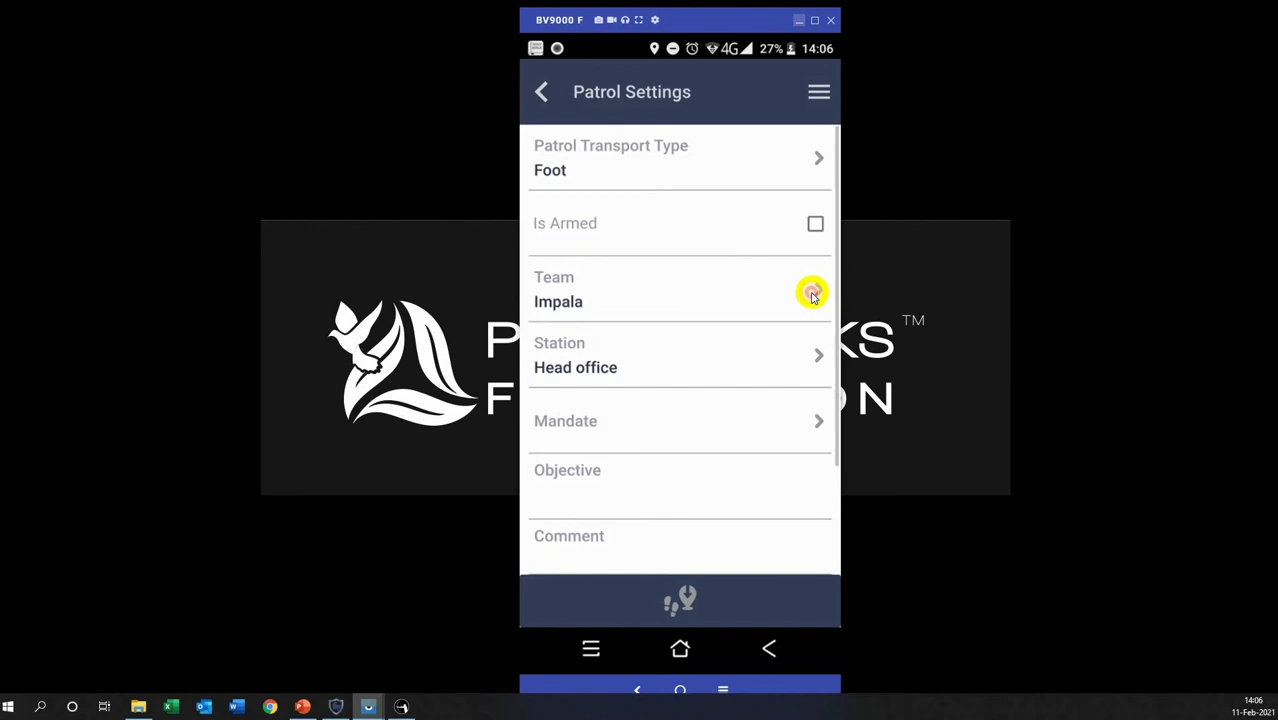 BV9000 F
4G 27% 14:06
Patrol Settings
Patrol Transport Type
Foot
Is Armed
Team
Impala
Station
Head office
Mandate
Objective
Comment
TM
14:06
11-Feb-2021